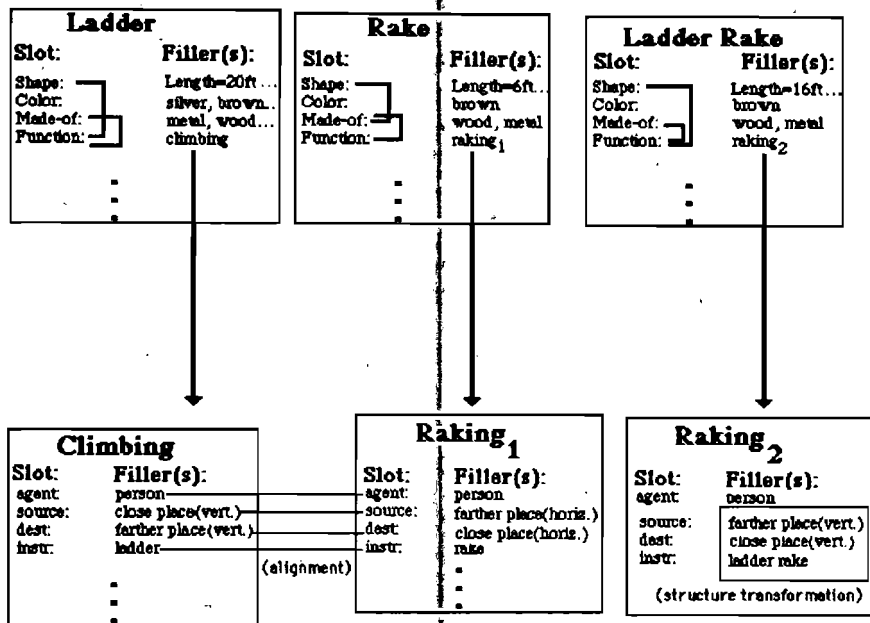 Ladder
Slot: Filler(s):
Shape: Length=20ft...
Color: silver, brown..
Made-of: metal, wood...
Function: climbing
Rake
Slot: Filler(s):
Shape: Length=6ft...
Color: brown
Made-of: wood, metal
Function: raking1
Ladder Rake
Slot: Filler(s):
Shape: Length=16ft...
Color: brown
Made-of: wood, metal
Function: raking2
Climbing
Slot: Filler(s):
agent: person
source: close place(vert.)
dest: farther place(vert.)
instr: ladder
(alignment)
Raking1
Slot: Filler(s):
agent: person
source: farther place(horiz.)
dest: close place(horiz.)
instr: rake
Raking2
Slot: Filler(s):
agent: person
source: farther place(vert.)
dest: close place(vert.)
instr: ladder rake
(structure transformation)